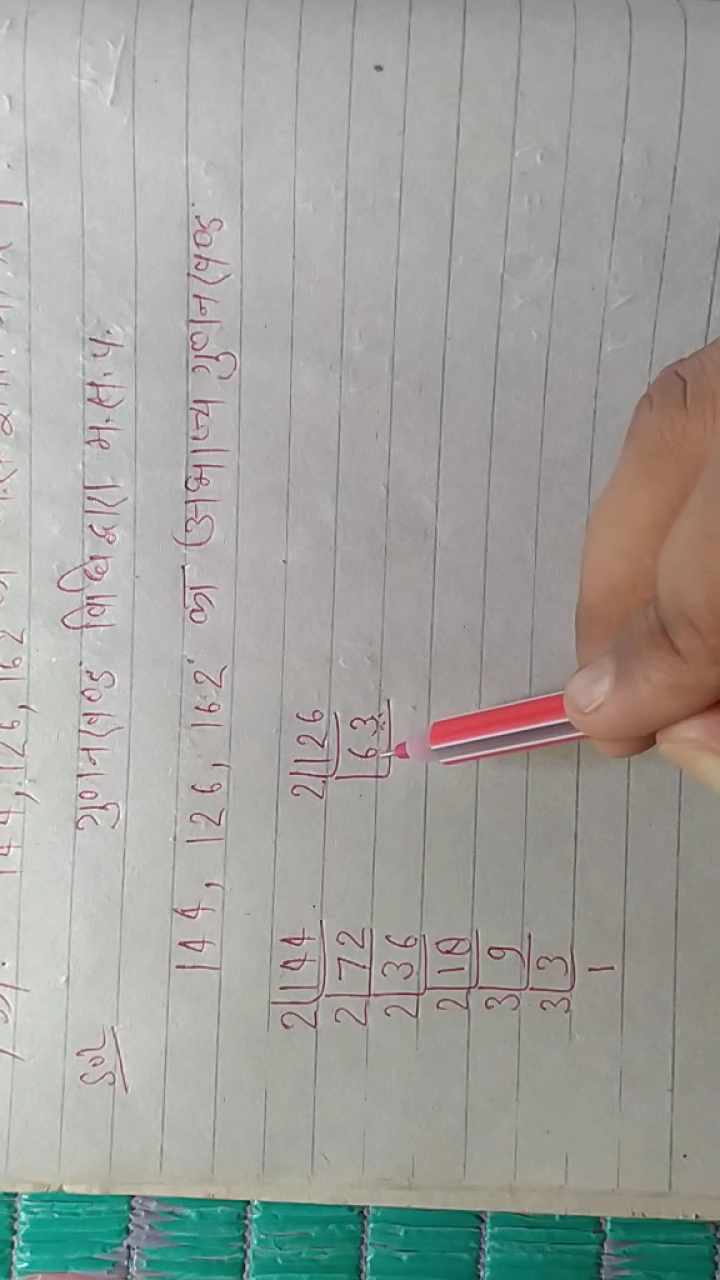 144, 126, 162
Sol गुणनखण्ड विधि द्वारा म.स.प.
144, 126, 162 का अभाज्य गुणनखण्ड
2 144 2 126
2 72 63
2 36
2 18
3 9
3 3
1